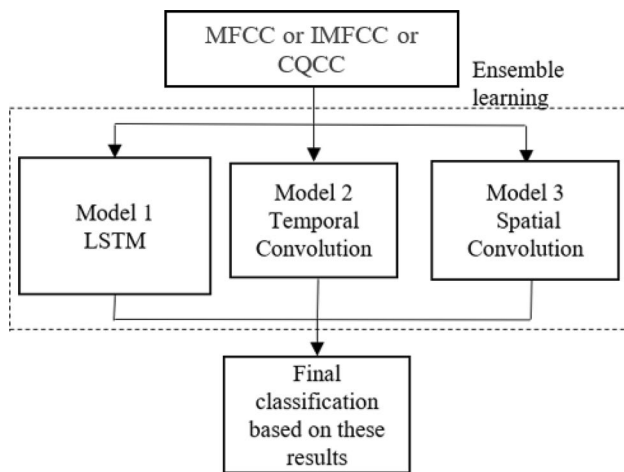 MFCC or IMFCC or
CQCC
Ensemble
learning
Model 1
LSTM
Model 2
Temporal
Convolution
Model 3
Spatial
Convolution
Final
classification
based on these
results